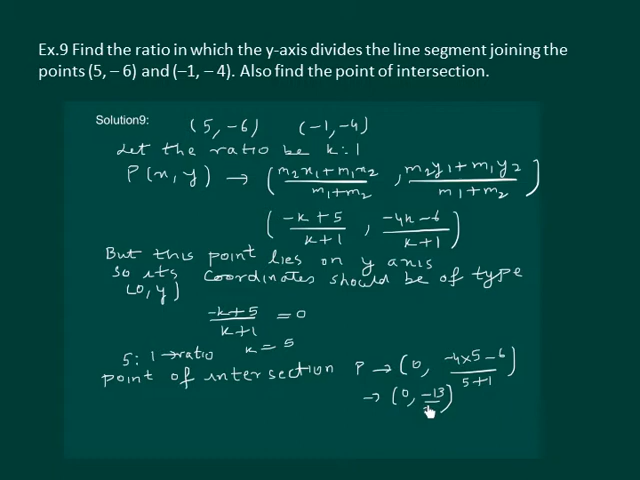 Ex.9 Find the ratio in which the y-axis divides the line segment joining the
points (5, – 6) and (–1, – 4). Also find the point of intersection.
Solution9:
(5, -6) (-1, -4)
Let the ratio be k:1
P(x, y) → ( (m2x1 + m1x2)/(m1+m2) , (m2y1 + m1y2)/(m1+m2) )
( (-k+5)/(k+1) , (-4k-6)/(k+1) )
But this point lies on y axis
so its coordinates should be of type
(0, y)
(-k+5)/(k+1) = 0
k = 5
5:1 → ratio
point of intersection P → (0, (-4×5-6)/(5+1))
→ (0, -13/